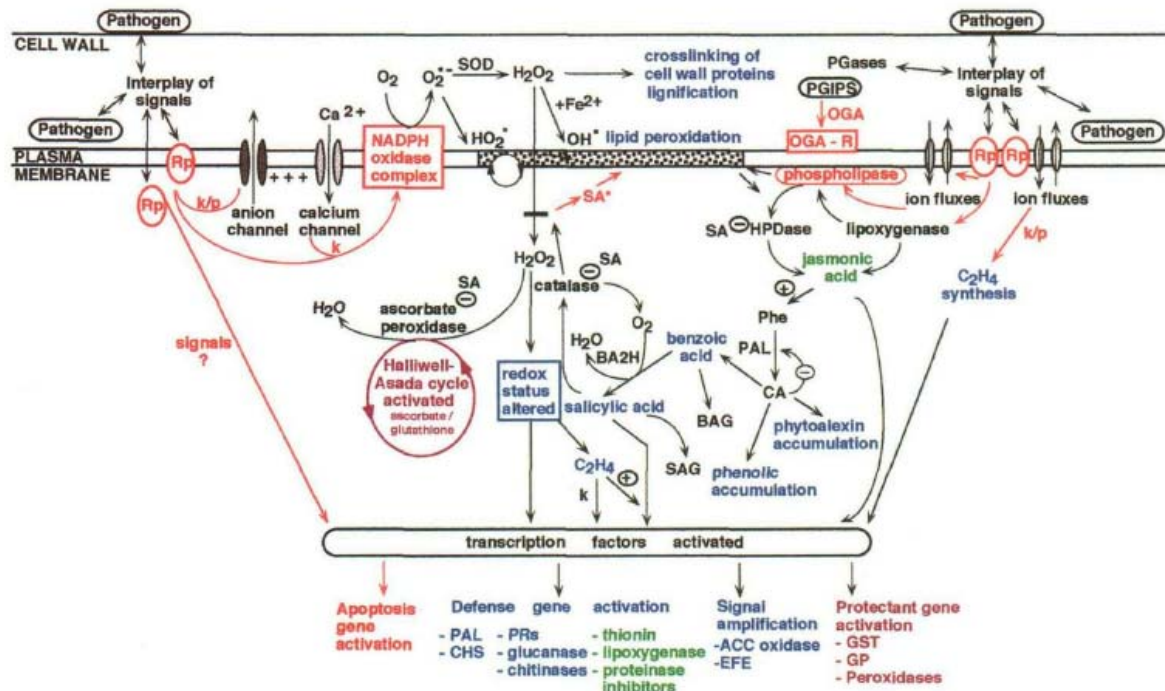 Pathogen
Pathogen
CELL WALL
Interplay of
signals
Pathogen
O2
O2•-
SOD
H2O2
crosslinking of
cell wall proteins
lignification
PGases
Interplay of
signals
Pathogen
PGIPS
OGA
OGA - R
Ca 2+
+Fe2+
HO2•
OH•
lipid peroxidation
NADPH
oxidase
complex
PLASMA
MEMBRANE
Rp
Rp
+ + +
phospholipase
Rp
Rp
k/p
anion
channel
calcium
channel
k
SA*
ion fluxes
ion fluxes
SA
HPDase
lipoxygenase
k/p
jasmonic
acid
C2H4
synthesis
H2O2
catalase
SA
H2O
ascorbate
peroxidase
SA
O2
H2O
BA2H
benzoic
acid
+
Phe
PAL
CA
signals
?
Halliwell-
Asada cycle
activated
ascorbate /
glutathione
redox
status
altered
salicylic acid
BAG
SAG
phytoalexin
accumulation
phenolic
accumulation
C2H4
+
k
transcription factors activated
Apoptosis
gene
activation
Defense gene activation
- PAL - PRs - thionin
- CHS - glucanase - lipoxygenase
- chitinases - proteinase
inhibitors
Signal
amplification
-ACC oxidase
-EFE
Protectant gene
activation
- GST
- GP
- Peroxidases